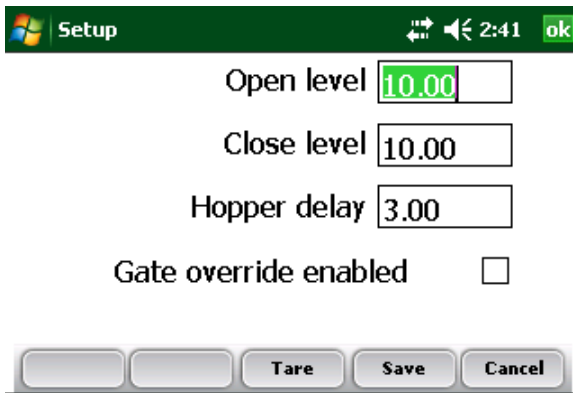 Setup 2:41 ok
Open level 10.00
Close level 10.00
Hopper delay 3.00
Gate override enabled
Tare Save Cancel